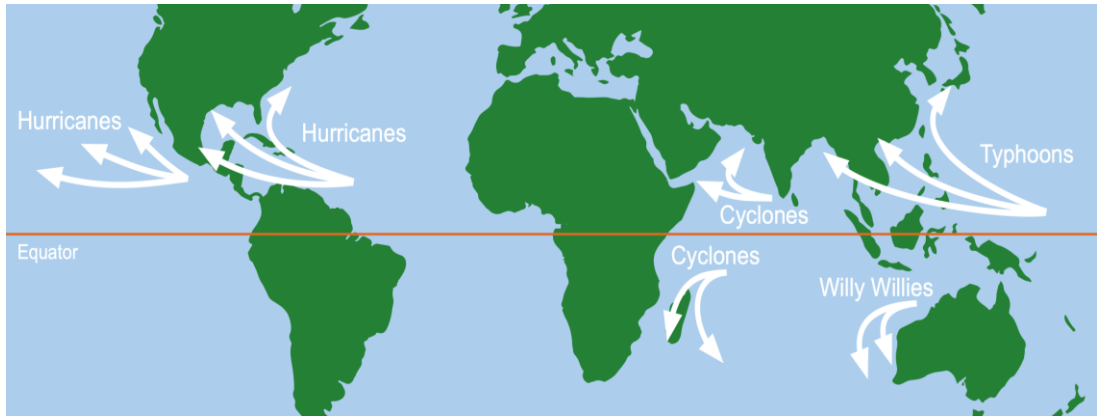 Hurricanes
Hurricanes
Typhoons
Cyclones
Equator
Cyclones
Willy Willies